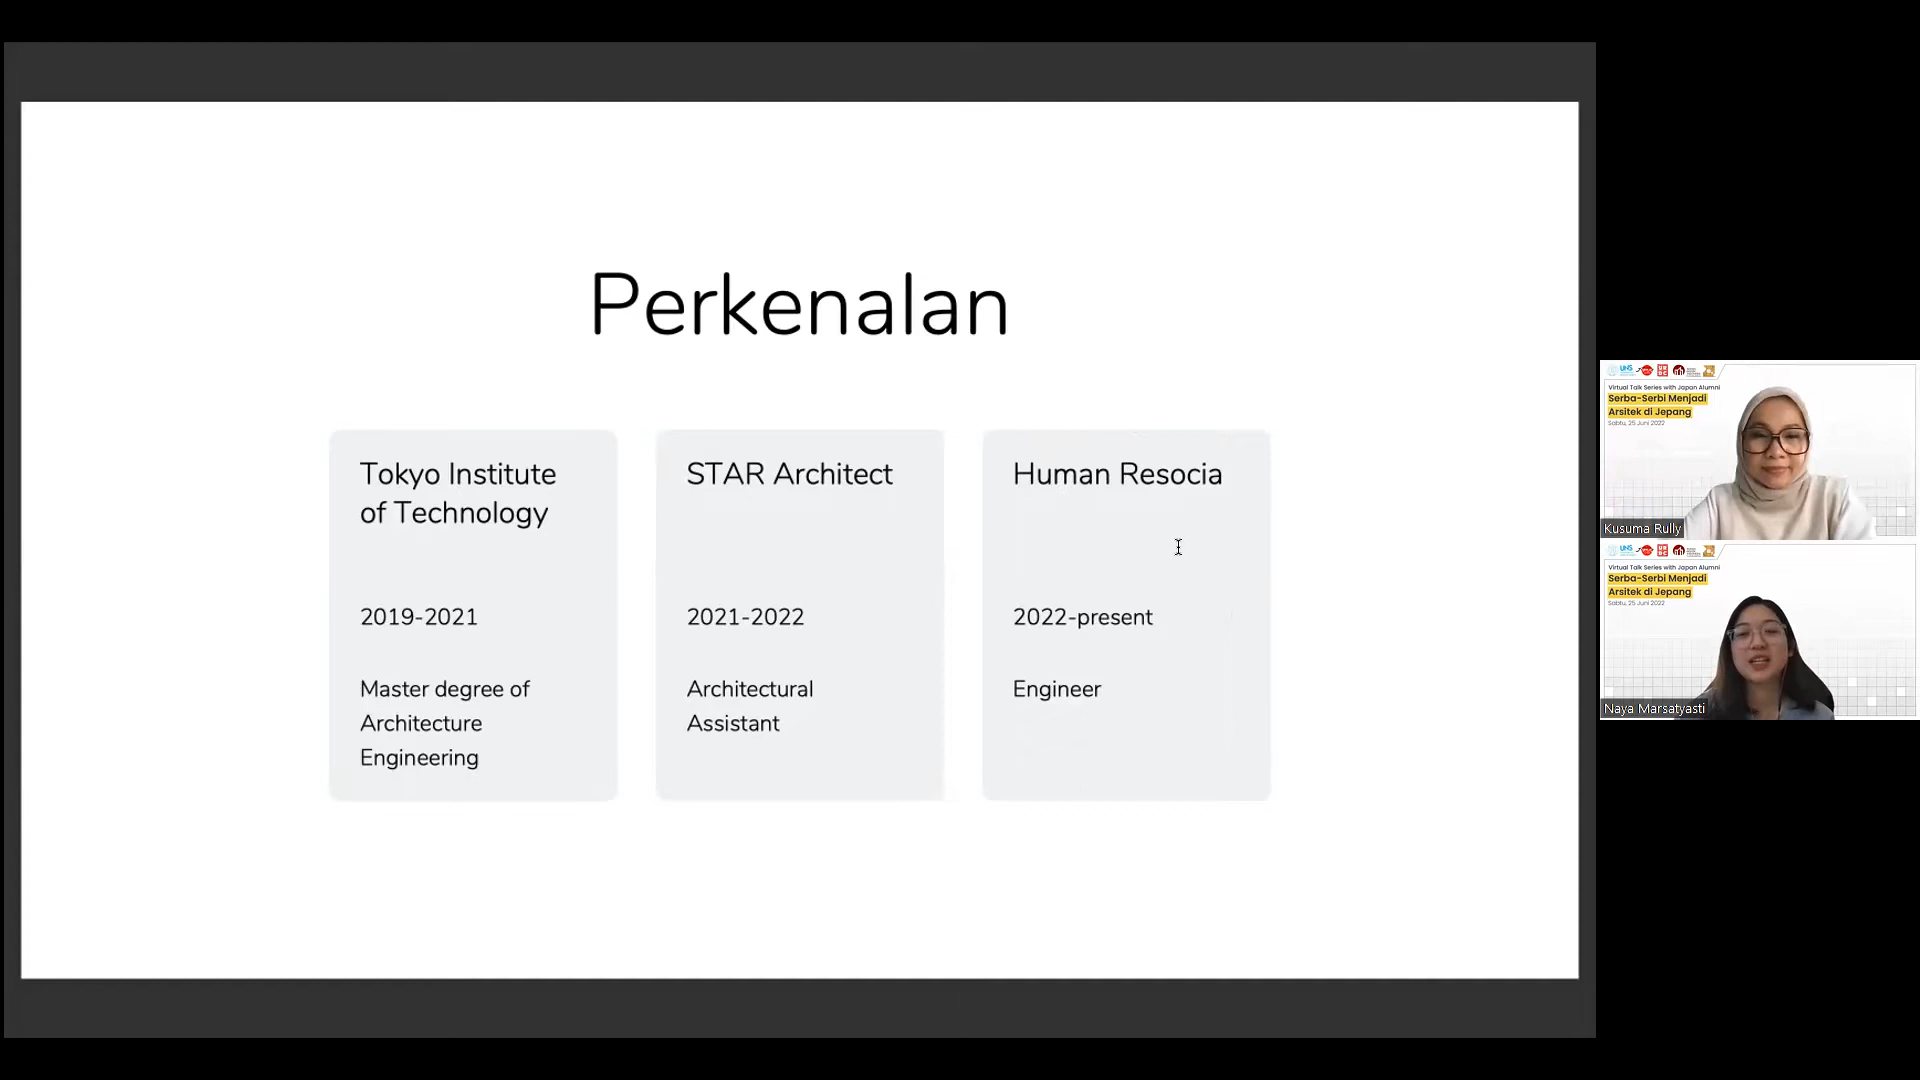 Perkenalan
Tokyo Institute
of Technology
2019-2021
Master degree of
Architecture
Engineering
STAR Architect
2021-2022
Architectural
Assistant
Human Resocia
2022-present
Engineer
UNS
Virtual Talk Series with Japan Alumni
Serba-Serbi Menjadi
Arsitek di Jepang
Sabtu, 25 Juni 2022
Kusuma Rully
UNS
Virtual Talk Series with Japan Alumni
Serba-Serbi Menjadi
Arsitek di Jepang
Sabtu, 25 Juni 2022
Naya Marsatyasti